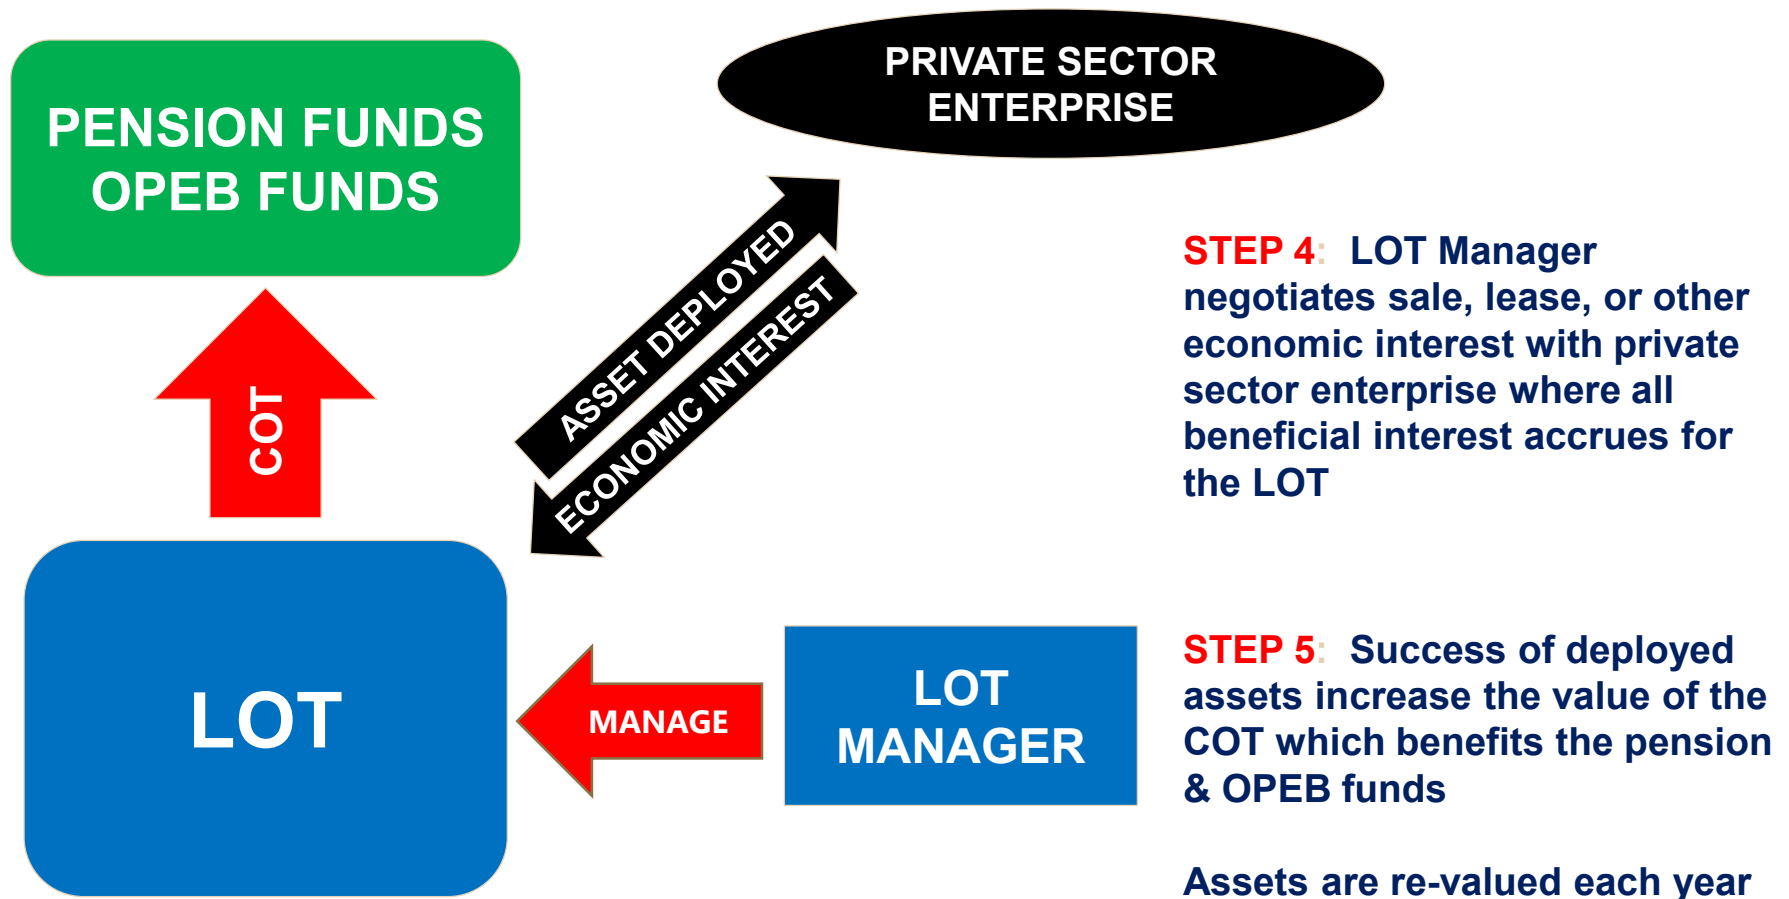 PENSION FUNDS
OPEB FUNDS
PRIVATE SECTOR
ENTERPRISE
ASSET DEPLOYED
ECONOMIC INTEREST
COT
LOT
MANAGE
LOT
MANAGER
STEP 4:  LOT Manager
negotiates sale, lease, or other
economic interest with private
sector enterprise where all
beneficial interest accrues for
the LOT
STEP 5:  Success of deployed
assets increase the value of the
COT which benefits the pension
& OPEB funds
Assets are re-valued each year